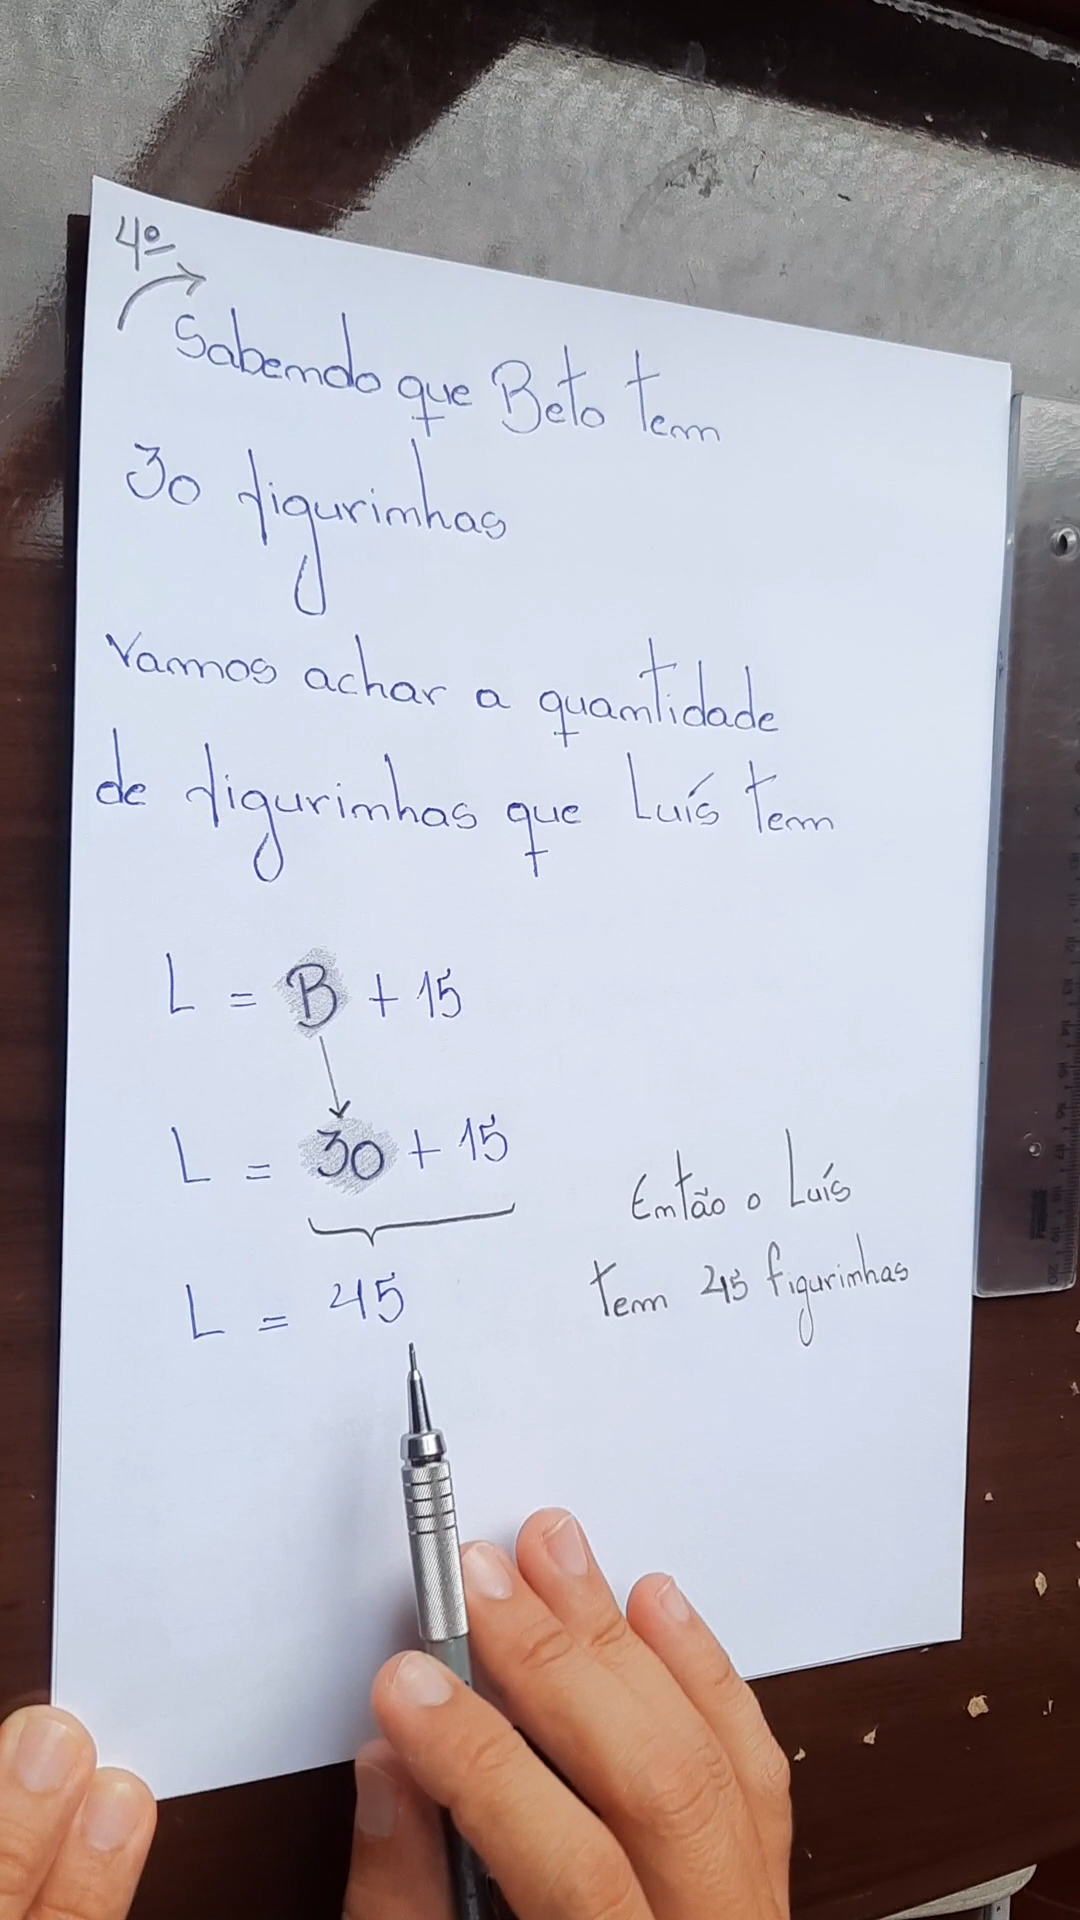 4º
Sabendo que Beto tem
30 figurinhas
Vamos achar a quantidade
de figurinhas que Luís tem
L = B + 15
L = 30 + 15
L = 45
Então o Luís
tem 45 figurinhas